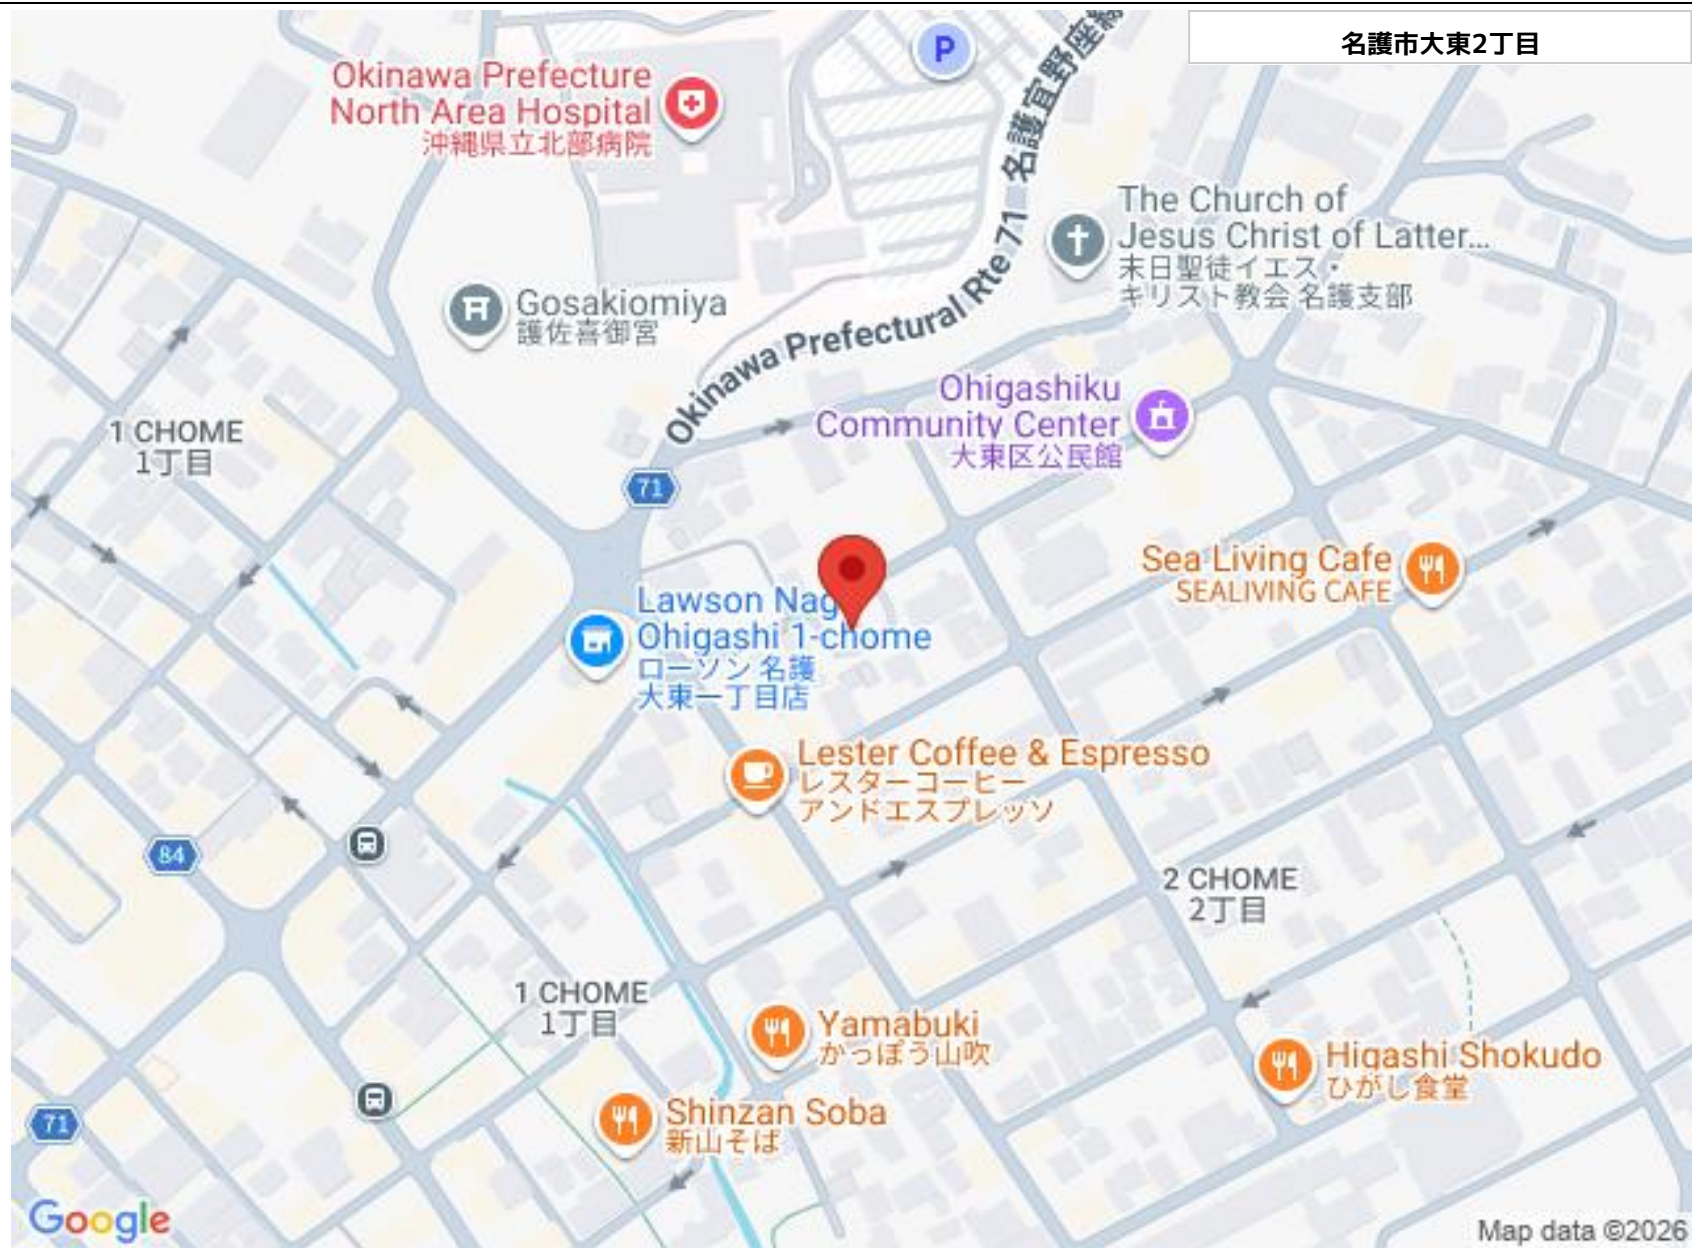 名護市大東2丁目
P
Okinawa Prefecture
North Area Hospital
沖縄県立北部病院
名護宜野座線
Okinawa Prefectural Rte 71
The Church of
Jesus Christ of Latter...
末日聖徒イエス・
キリスト教会 名護支部
Gosakiomiya
護佐喜御宮
Ohigashiku
Community Center
大東区公民館
1 CHOME
1丁目
71
Sea Living Cafe
SEALIVING CAFE
Lawson Nag
Ohigashi 1-chome
ローソン 名護
大東一丁目店
Lester Coffee & Espresso
レスターコーヒー
アンドエスプレッソ
84
2 CHOME
2丁目
1 CHOME
1丁目
Yamabuki
かっぽう山吹
Higashi Shokudo
ひがし食堂
71
Shinzan Soba
新山そば
Google
Map data ©2026